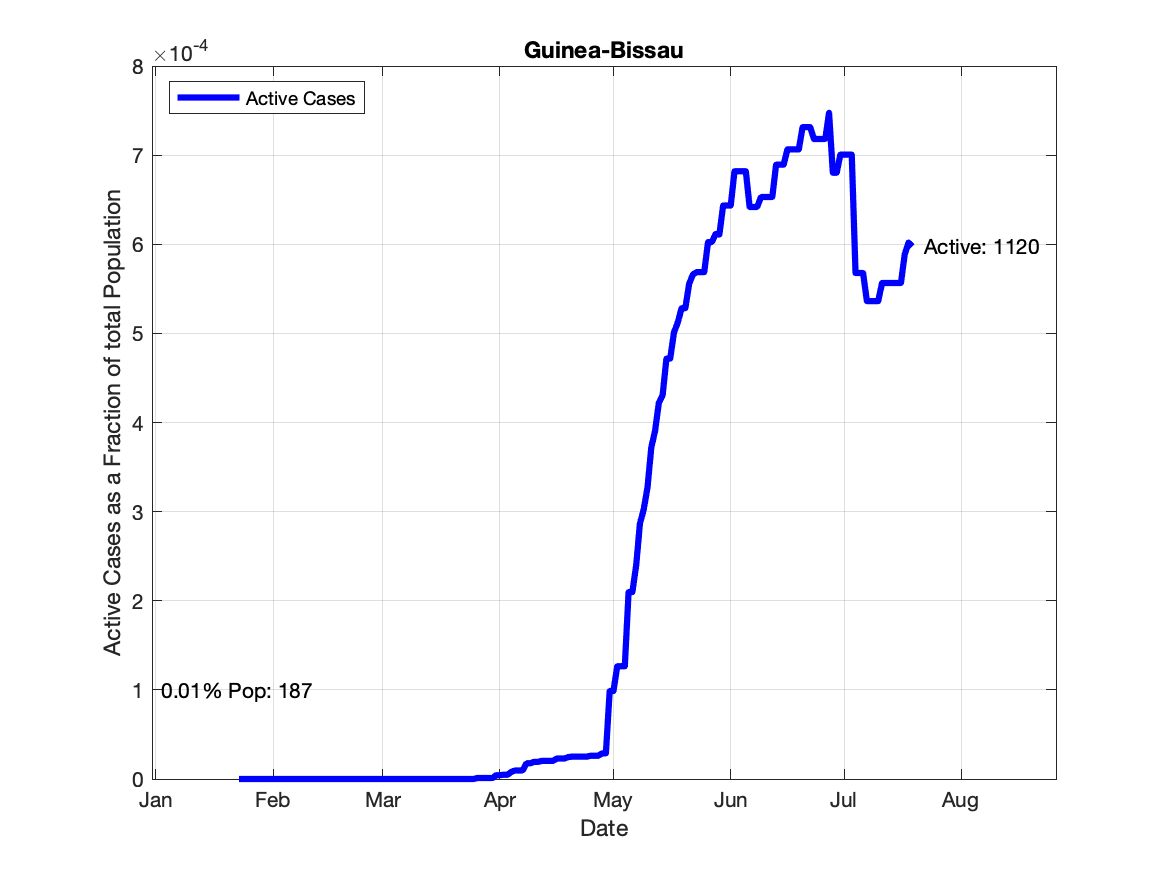 Guinea-Bissau
×10-4
Active Cases
8
7
6
5
4
3
2
1
0
Active Cases as a Fraction of total Population
Active: 1120
0.01% Pop: 187
Jan Feb Mar Apr May Jun Jul Aug
Date